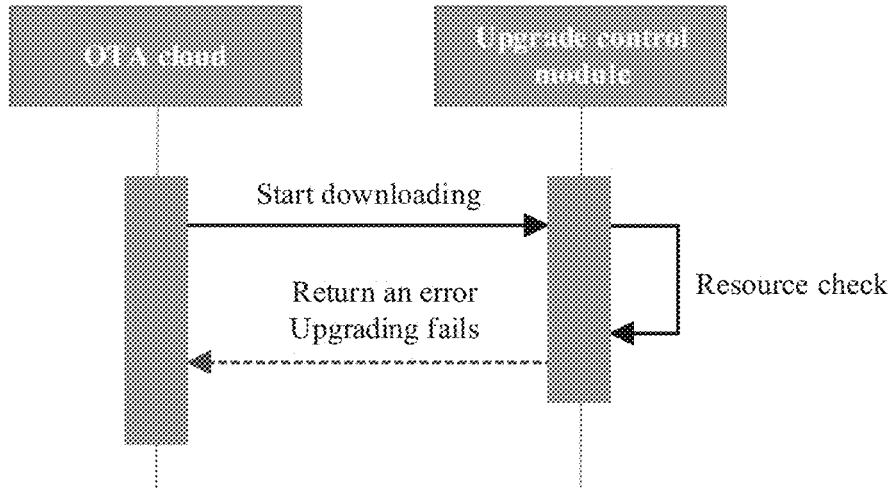 OTA cloud
Upgrade control
module
Start downloading
Resource check
Return an error
Upgrading fails